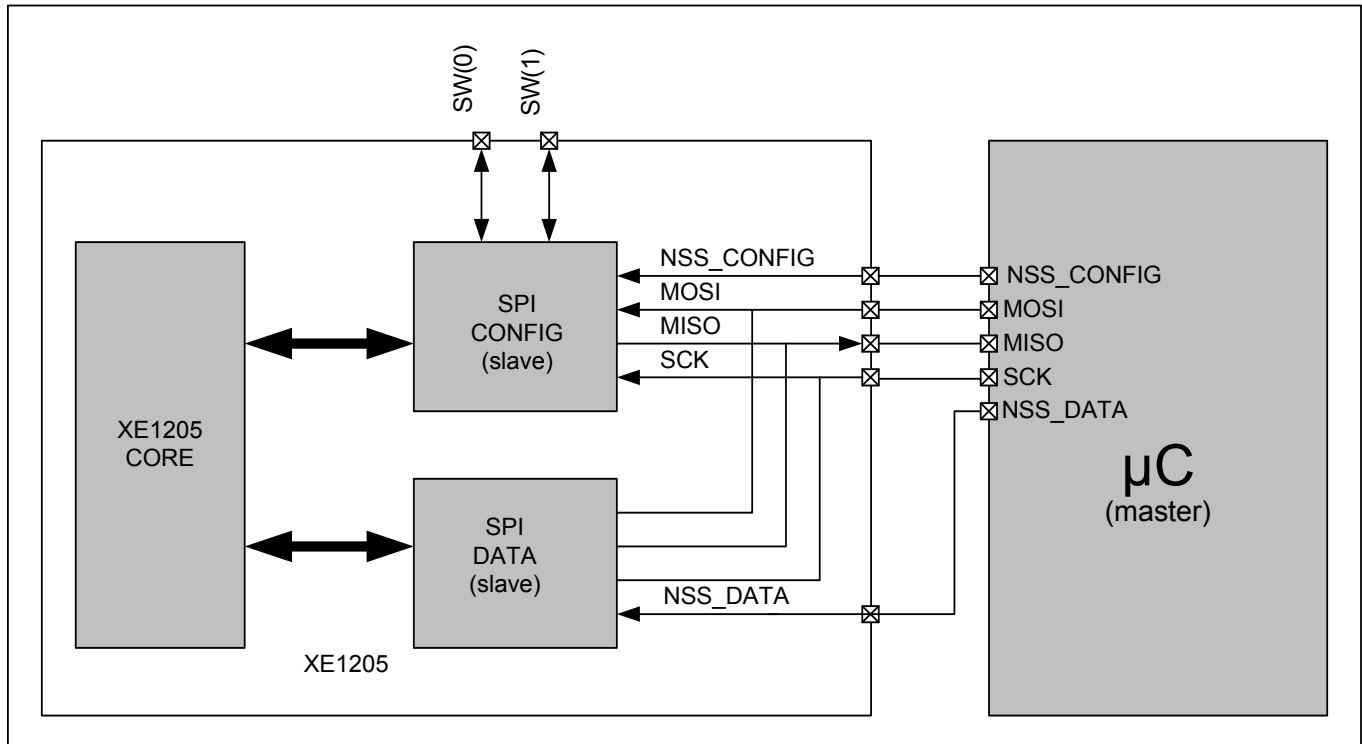 SW(0)
SW(1)
NSS_CONFIG
MOSI
MISO
SCK
SPI
CONFIG
(slave)
NSS_CONFIG
MOSI
MISO
SCK
NSS_DATA
XE1205
CORE
µC
(master)
SPI
DATA
(slave)
NSS_DATA
XE1205